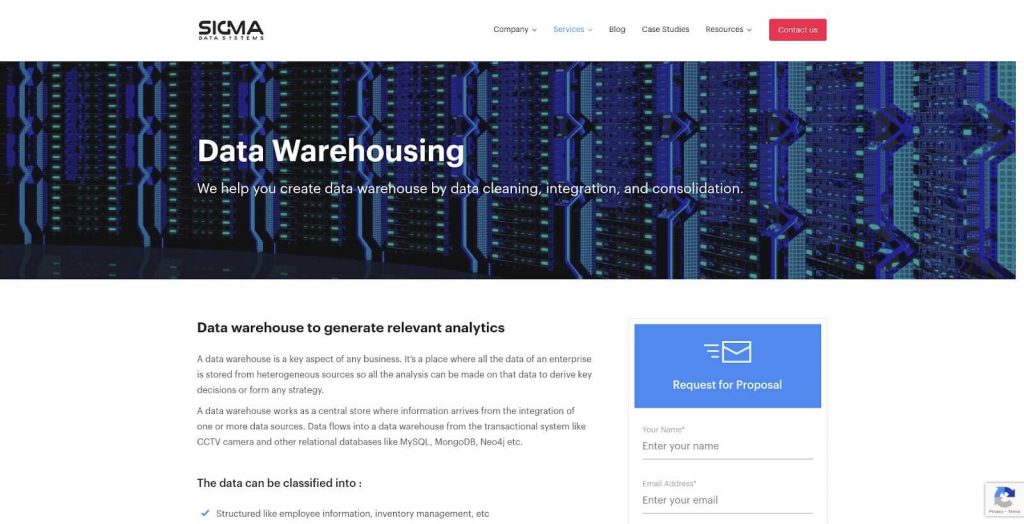 SIGMA
DATA SYSTEMS
Company
Services
Blog
Case Studies
Resources
Contact us
Data Warehousing
We help you create data warehouse by data cleaning, integration, and consolidation.
Data warehouse to generate relevant analytics
A data warehouse is a key aspect of any business. It's a place where all the data of an enterprise
is stored from heterogeneous sources so all the analysis can be made on that data to derive key
decisions or form any strategy.
A data warehouse works as a central store where information arrives from the integration of
one or more data sources. Data flows into a data warehouse from the transactional system like
CCTV camera and other relational databases like MySQL, MongoDB, Neo4j etc.
The data can be classified into :
Structured like employee information, inventory management, etc
Request for Proposal
Your Name*
Enter your name
Email Address*
Enter your email
Privacy - Terms